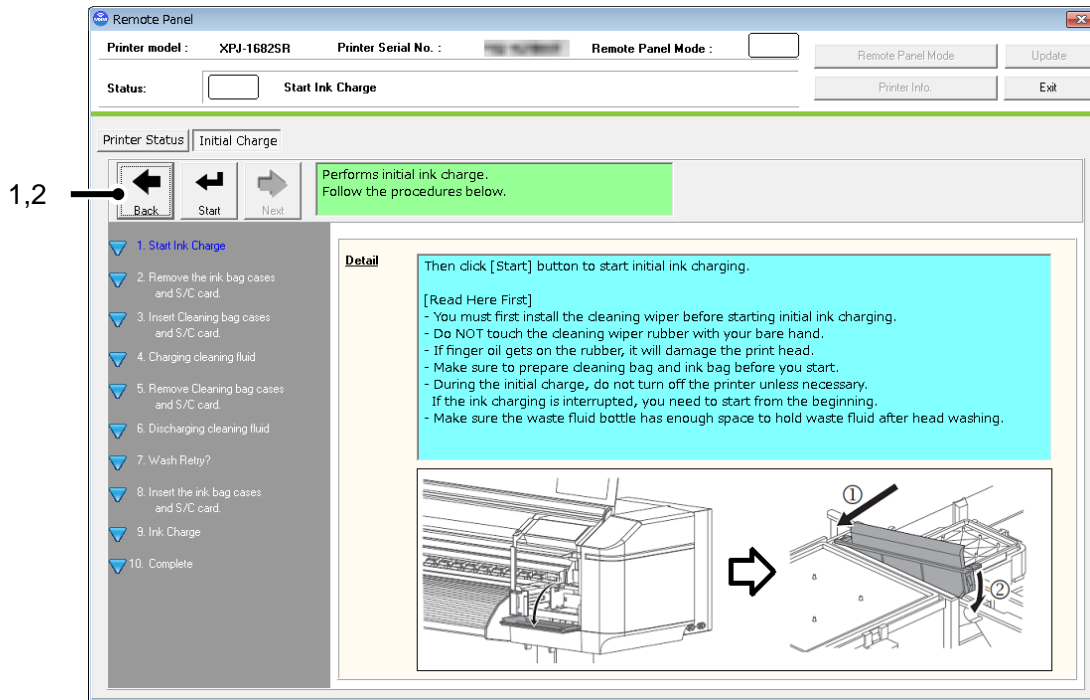 Remote Panel
Printer model : XPJ-1682SR Printer Serial No. : Remote Panel Mode :
Remote Panel Mode Update
Status: Start Ink Charge
Printer Info. Exit
Printer Status Initial Charge
Back Start Next
Performs initial ink charge.
Follow the procedures below.
1,2
1. Start Ink Charge
2. Remove the ink bag cases
and S/C card.
3. Insert Cleaning bag cases
and S/C card.
4. Charging cleaning fluid
5. Remove Cleaning bag cases
and S/C card.
6. Discharging cleaning fluid
7. Wash Retry?
8. Insert the ink bag cases
and S/C card.
9. Ink Charge
10. Complete
Detail
Then click [Start] button to start initial ink charging.
[Read Here First]
- You must first install the cleaning wiper before starting initial ink charging.
- Do NOT touch the cleaning wiper rubber with your bare hand.
- If finger oil gets on the rubber, it will damage the print head.
- Make sure to prepare cleaning bag and ink bag before you start.
- During the initial charge, do not turn off the printer unless necessary.
If the ink charging is interrupted, you need to start from the beginning.
- Make sure the waste fluid bottle has enough space to hold waste fluid after head washing.
①
②